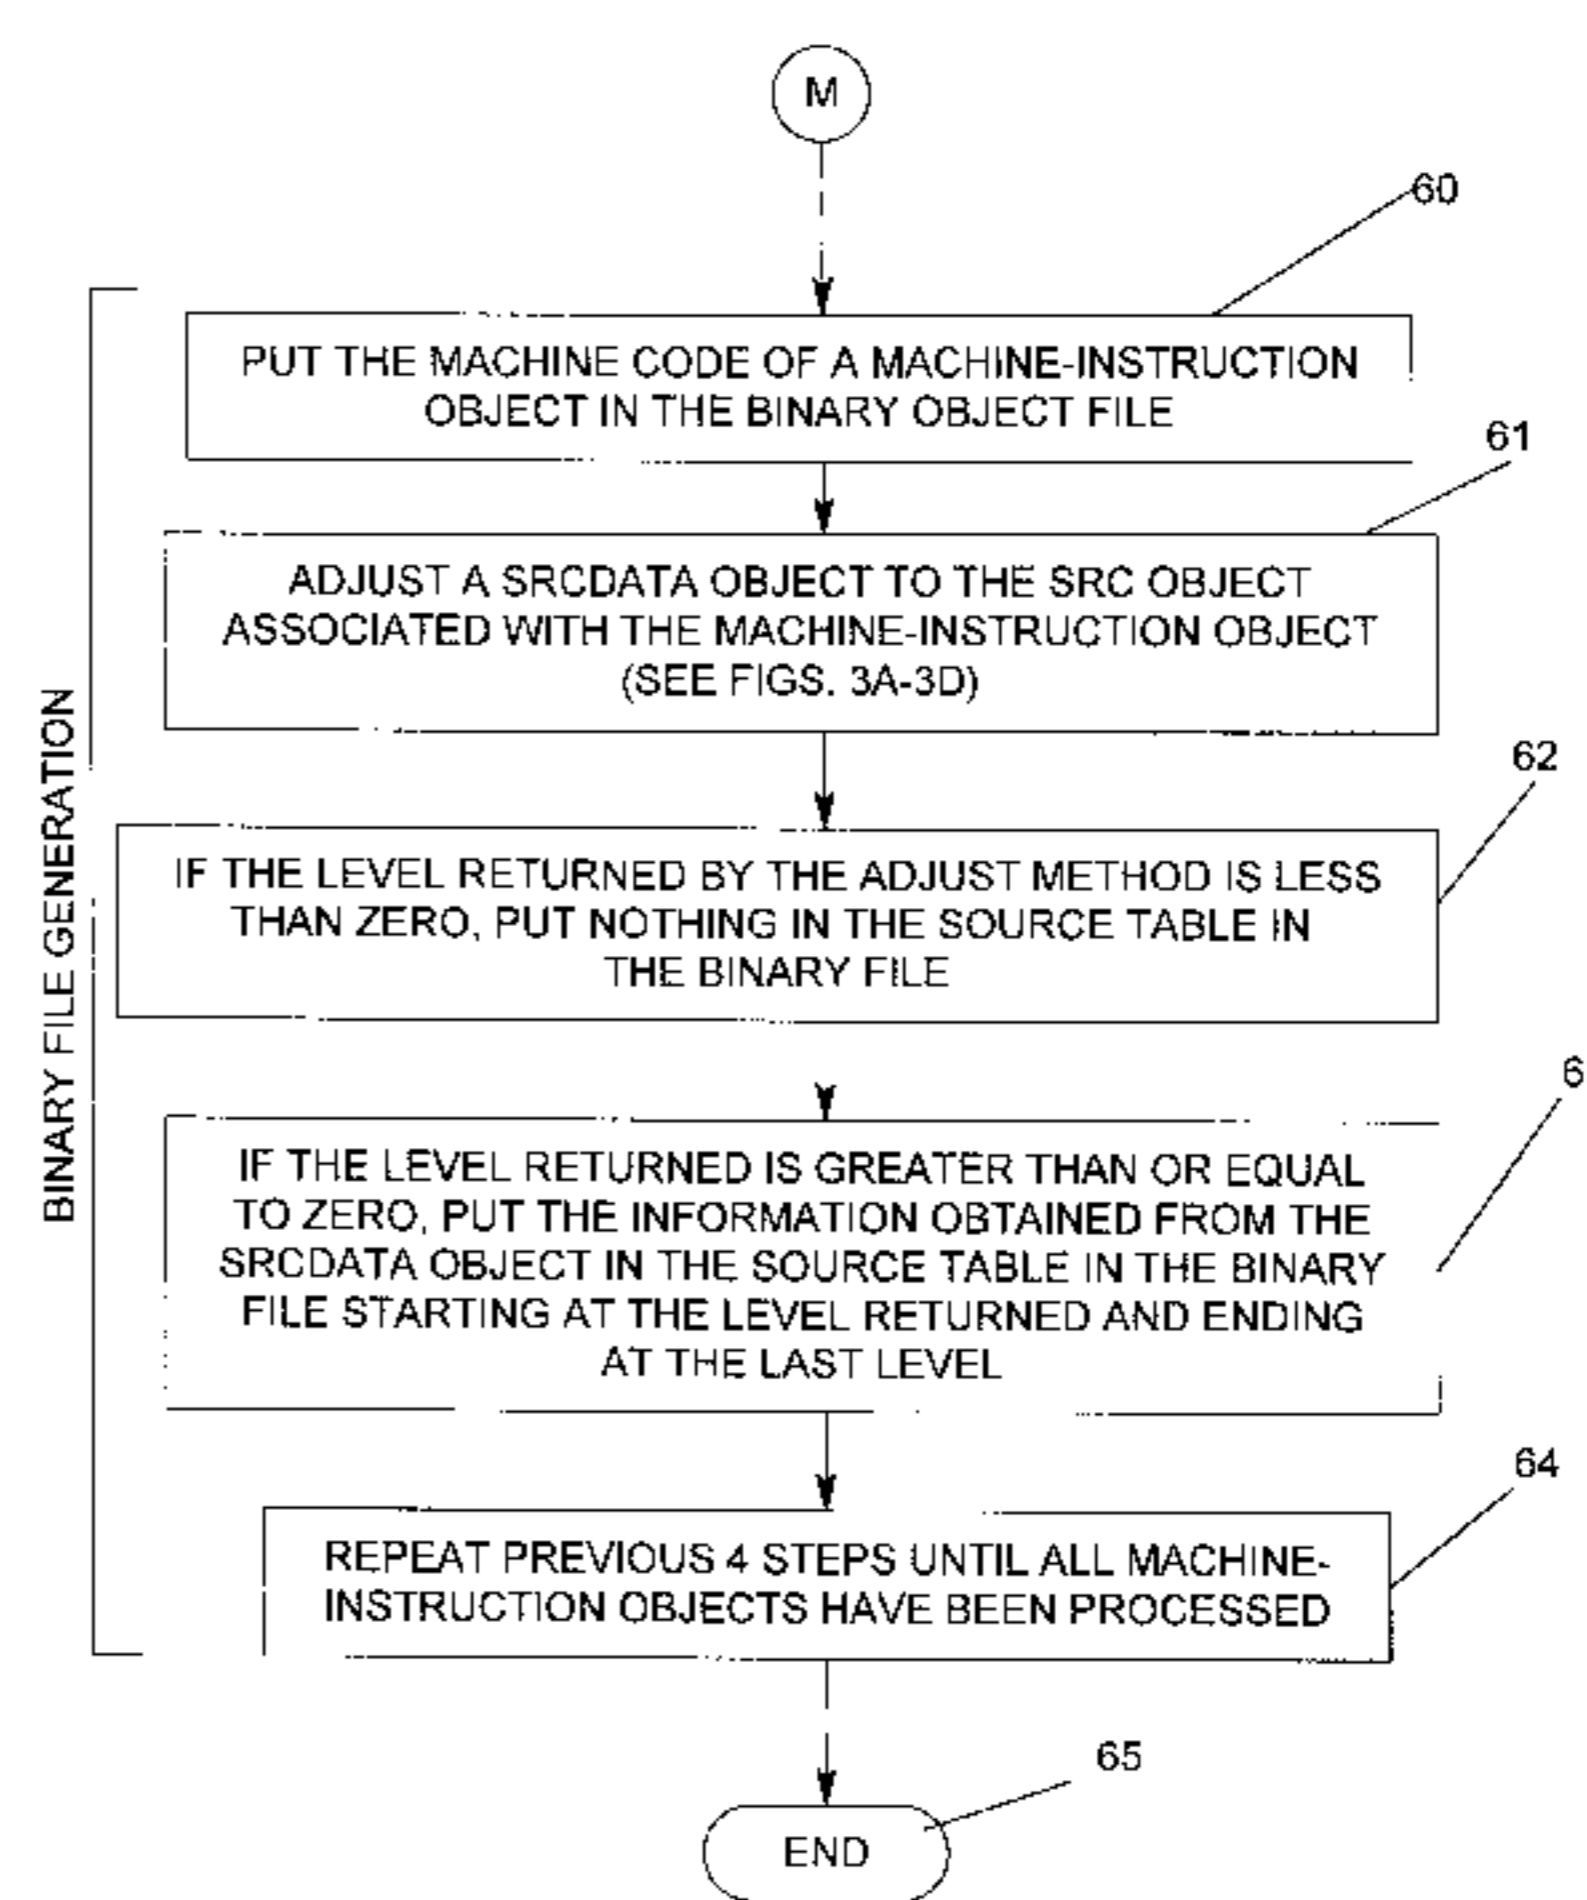 M
60
PUT THE MACHINE CODE OF A MACHINE-INSTRUCTION
OBJECT IN THE BINARY OBJECT FILE
61
ADJUST A SRCDATA OBJECT TO THE SRC OBJECT
ASSOCIATED WITH THE MACHINE-INSTRUCTION OBJECT
(SEE FIGS. 3A-3D)
62
IF THE LEVEL RETURNED BY THE ADJUST METHOD IS LESS
THAN ZERO, PUT NOTHING IN THE SOURCE TABLE IN
THE BINARY FILE
6
IF THE LEVEL RETURNED IS GREATER THAN OR EQUAL
TO ZERO, PUT THE INFORMATION OBTAINED FROM THE
SRCDATA OBJECT IN THE SOURCE TABLE IN THE BINARY
FILE STARTING AT THE LEVEL RETURNED AND ENDING
AT THE LAST LEVEL
64
REPEAT PREVIOUS 4 STEPS UNTIL ALL MACHINE-
INSTRUCTION OBJECTS HAVE BEEN PROCESSED
65
END
BINARY FILE GENERATION